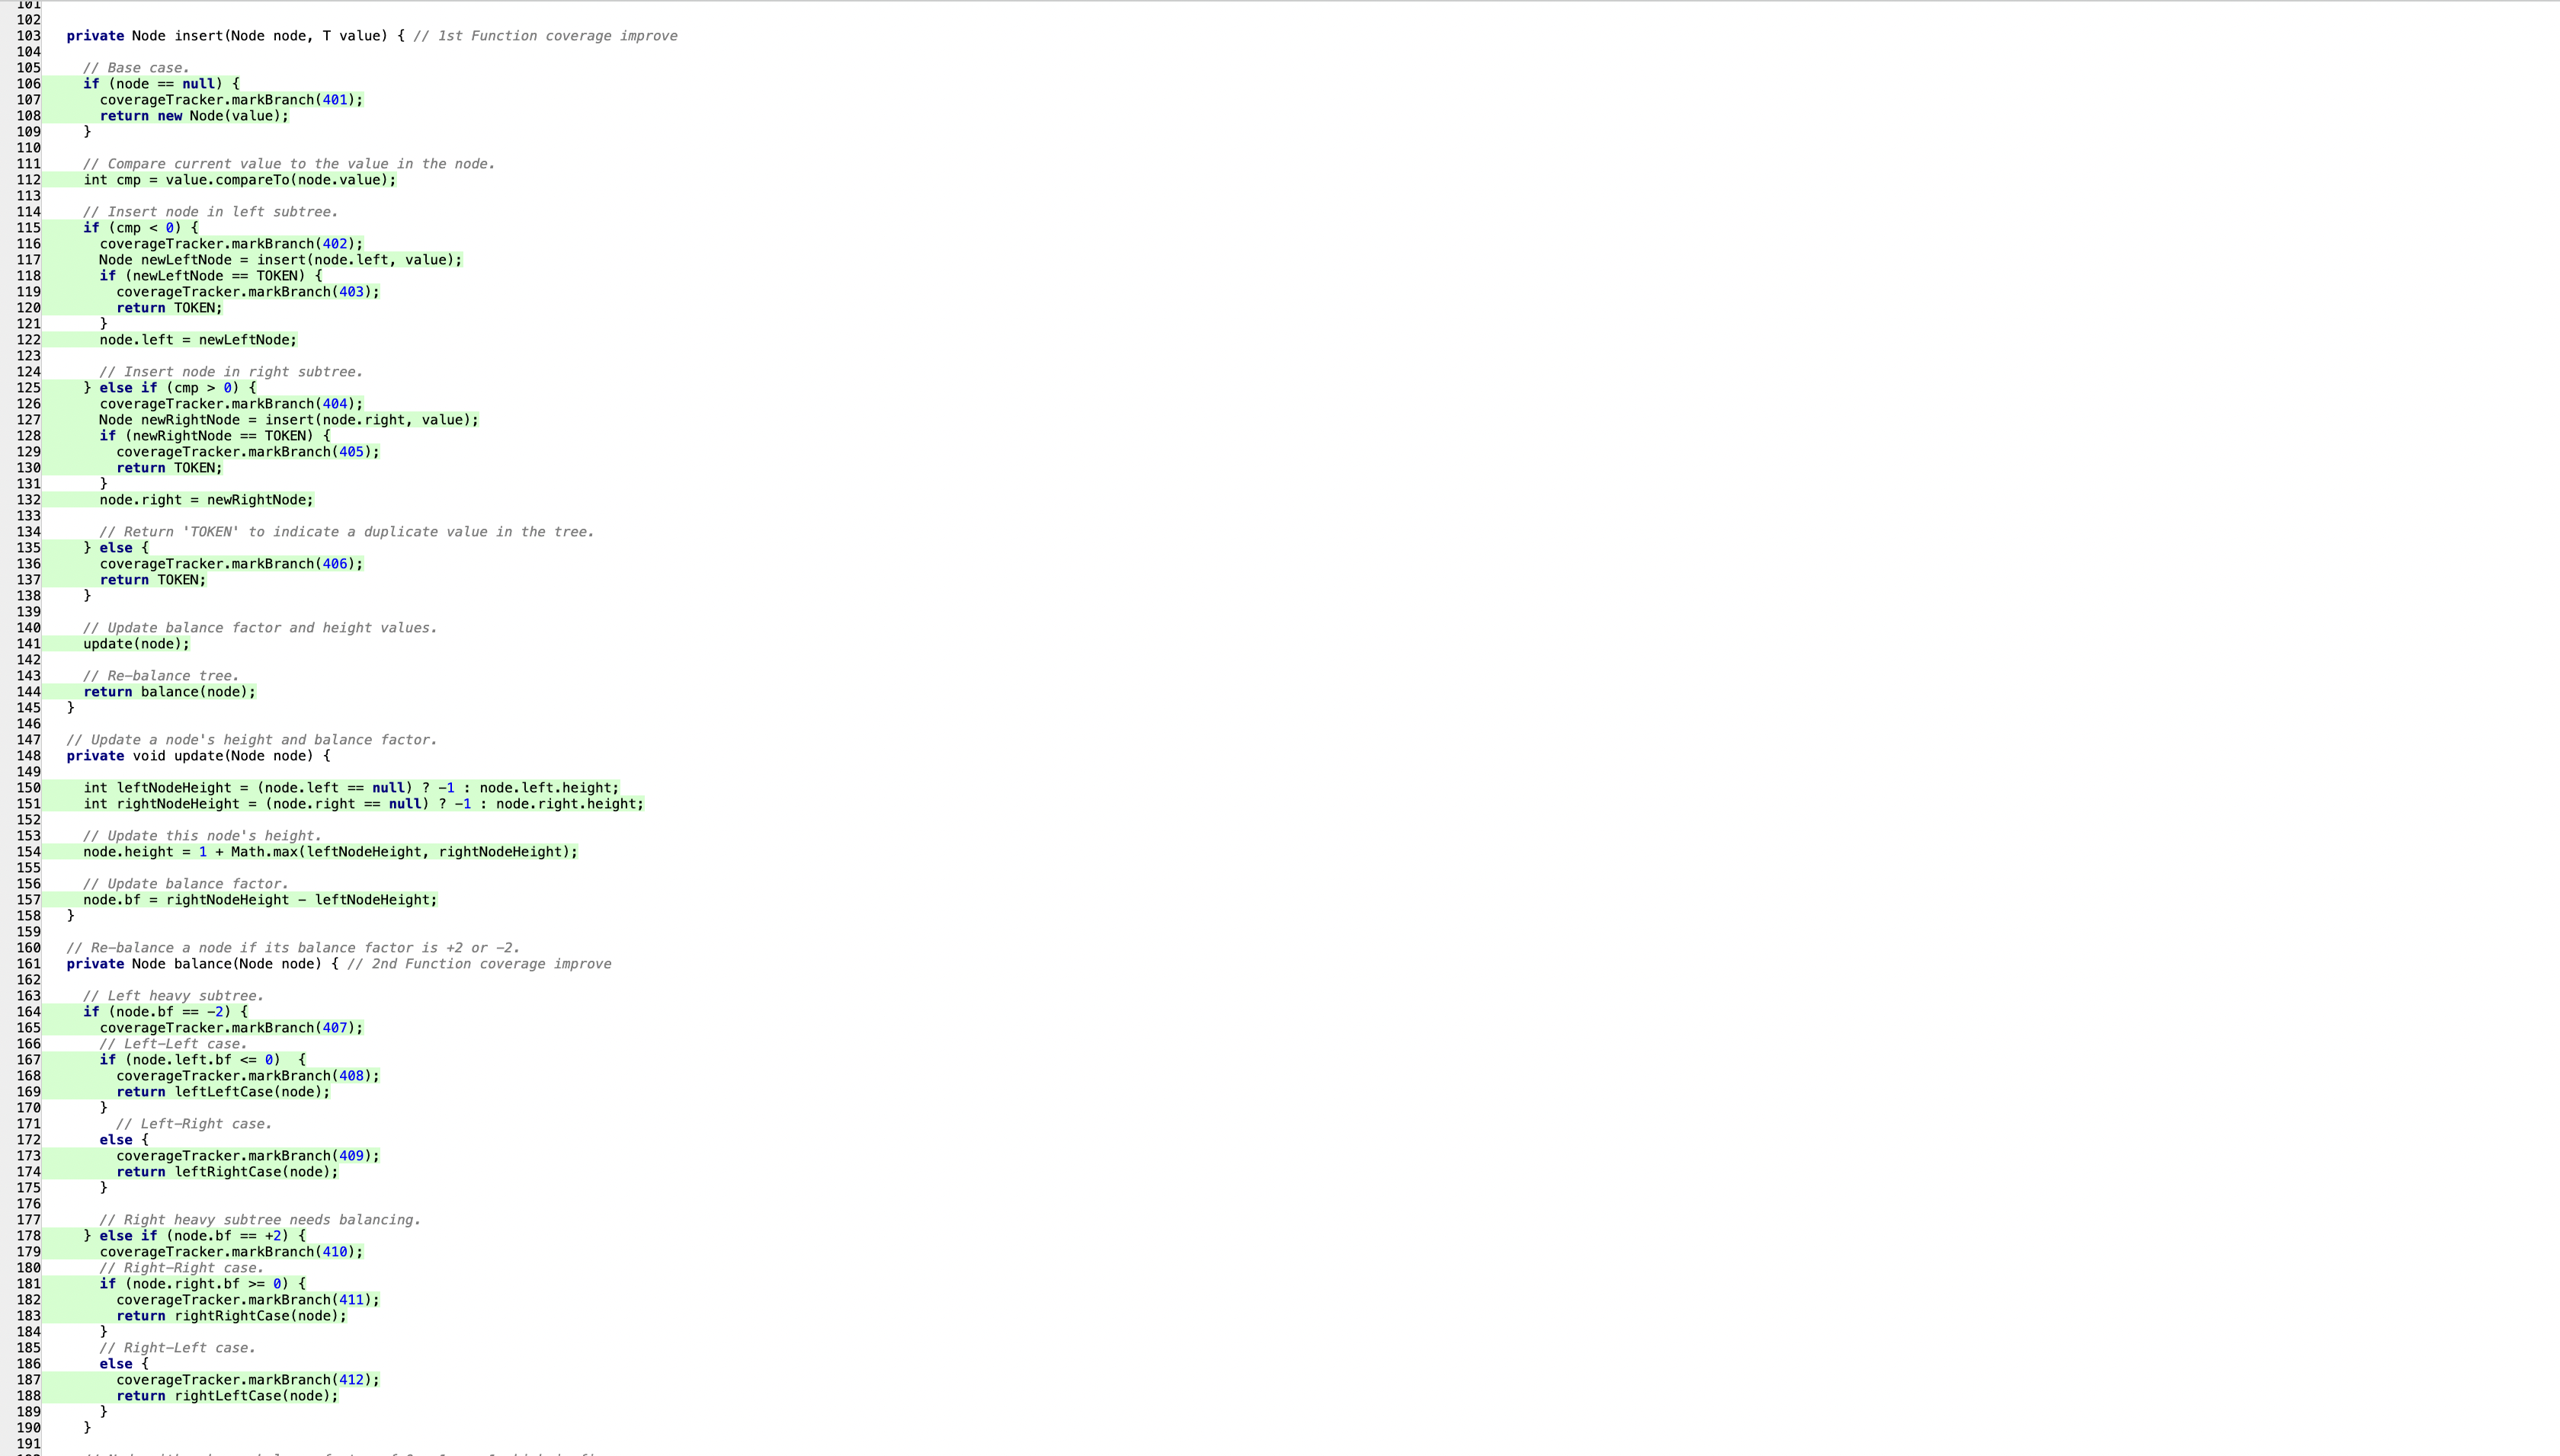 101
102
103 private Node insert(Node node, T value) { // 1st Function coverage improve
104
105 // Base case.
106 if (node == null) {
107 coverageTracker.markBranch(401);
108 return new Node(value);
109 }
110
111 // Compare current value to the value in the node.
112 int cmp = value.compareTo(node.value);
113
114 // Insert node in left subtree.
115 if (cmp < 0) {
116 coverageTracker.markBranch(402);
117 Node newLeftNode = insert(node.left, value);
118 if (newLeftNode == TOKEN) {
119 coverageTracker.markBranch(403);
120 return TOKEN;
121 }
122 node.left = newLeftNode;
123
124 // Insert node in right subtree.
125 } else if (cmp > 0) {
126 coverageTracker.markBranch(404);
127 Node newRightNode = insert(node.right, value);
128 if (newRightNode == TOKEN) {
129 coverageTracker.markBranch(405);
130 return TOKEN;
131 }
132 node.right = newRightNode;
133
134 // Return 'TOKEN' to indicate a duplicate value in the tree.
135 } else {
136 coverageTracker.markBranch(406);
137 return TOKEN;
138 }
139
140 // Update balance factor and height values.
141 update(node);
142
143 // Re-balance tree.
144 return balance(node);
145 }
146
147 // Update a node's height and balance factor.
148 private void update(Node node) {
149
150 int leftNodeHeight = (node.left == null) ? -1 : node.left.height;
151 int rightNodeHeight = (node.right == null) ? -1 : node.right.height;
152
153 // Update this node's height.
154 node.height = 1 + Math.max(leftNodeHeight, rightNodeHeight);
155
156 // Update balance factor.
157 node.bf = rightNodeHeight - leftNodeHeight;
158 }
159
160 // Re-balance a node if its balance factor is +2 or -2.
161 private Node balance(Node node) { // 2nd Function coverage improve
162
163 // Left heavy subtree.
164 if (node.bf == -2) {
165 coverageTracker.markBranch(407);
166 // Left-Left case.
167 if (node.left.bf <= 0) {
168 coverageTracker.markBranch(408);
169 return leftLeftCase(node);
170 }
171 // Left-Right case.
172 else {
173 coverageTracker.markBranch(409);
174 return leftRightCase(node);
175 }
176
177 // Right heavy subtree needs balancing.
178 } else if (node.bf == +2) {
179 coverageTracker.markBranch(410);
180 // Right-Right case.
181 if (node.right.bf >= 0) {
182 coverageTracker.markBranch(411);
183 return rightRightCase(node);
184 }
185 // Right-Left case.
186 else {
187 coverageTracker.markBranch(412);
188 return rightLeftCase(node);
189 }
190 }
191